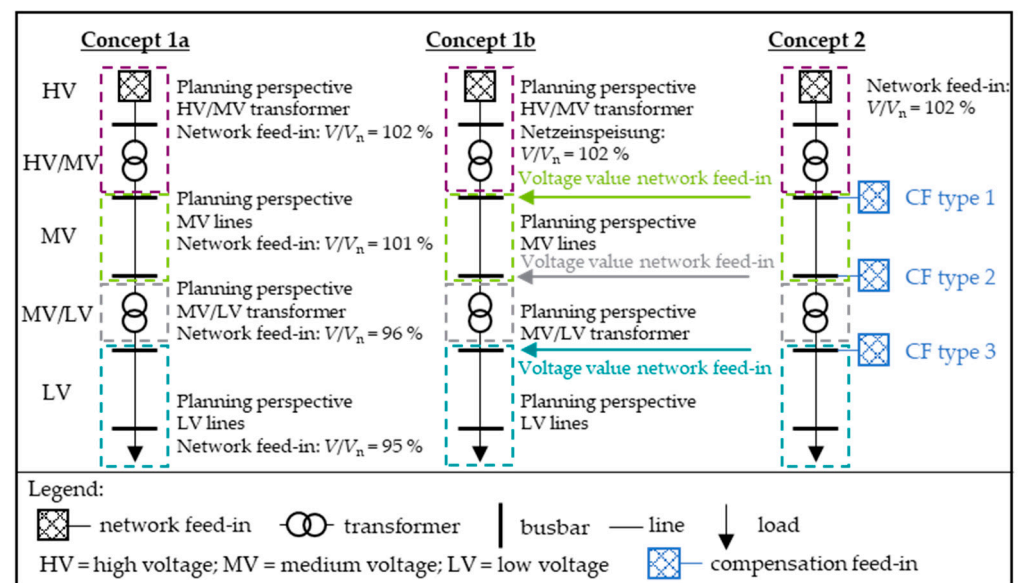 Concept 1a
Concept 1b
Concept 2
HV
HV/MV
MV
MV/LV
LV
Planning perspective
HV/MV transformer
Network feed-in: V/Vn = 102 %
Planning perspective
MV lines
Network feed-in: V/Vn = 101 %
Planning perspective
MV/LV transformer
Network feed-in: V/Vn = 96 %
Planning perspective
LV lines
Network feed-in: V/Vn = 95 %
Planning perspective
HV/MV transformer
Netzeinspeisung:
V/Vn = 102 %
Voltage value network feed-in
Planning perspective
MV lines
Voltage value network feed-in
Planning perspective
MV/LV transformer
Voltage value network feed-in
Planning perspective
LV lines
Network feed-in:
V/Vn = 102 %
CF type 1
CF type 2
CF type 3
Legend:
network feed-in
transformer
busbar
line
load
HV = high voltage; MV = medium voltage; LV = low voltage
compensation feed-in